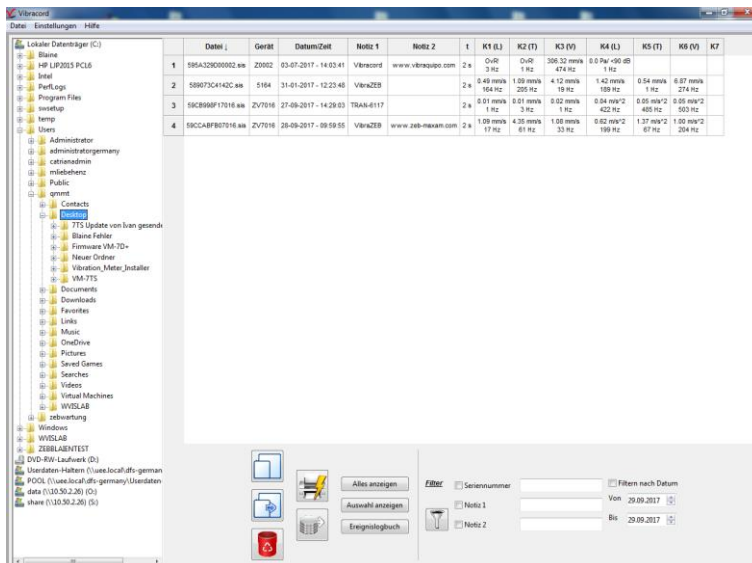 Vibracord
Datei Einstellungen Hilfe
Lokaler Datenträger (C:)
Blaine
HP LJP2015 PCL6
Intel
PerfLogs
Program Files
swsetup
temp
Users
Administrator
administratorgermany
catrianadmin
mliebehenz
Public
qmmt
Contacts
Desktop
7TS Update von Ivan gesende
Blaine Fehler
Firmware VM-7D+
Neuer Ordner
Vibration_Meter_Installer
VM-7TS
Documents
Downloads
Favorites
Links
Music
OneDrive
Pictures
Saved Games
Searches
Videos
Virtual Machines
WVISLAB
zebwartung
Windows
WVISLAB
ZEBBLAIENTEST
DVD-RW-Laufwerk (D:)
Userdaten-Haltern (\\uee.local\dfs-german
POOL (\\uee.local\dfs-germany\Userdaten
data (\\10.50.2.26) (O:)
share (\\10.50.2.26) (S:)
Datei ↓ Gerät Datum/Zeit Notiz 1 Notiz 2 t K1 (L) K2 (T) K3 (V) K4 (L) K5 (T) K6 (V) K7
1 595A329D00002.sis Z0002 03-07-2017 - 14:03:41 Vibracord www.vibraquipo.com 2 s OvR! OvR! 306.32 mm/s 0.0 Pa/ <90 dB
3 Hz 1 Hz 474 Hz 1 Hz
2 589073C4142C.sis 5164 31-01-2017 - 12:23:48 VibraZEB 2 s 0.49 mm/s 1.09 mm/s 4.12 mm/s 1.42 mm/s 0.54 mm/s 6.87 mm/s
164 Hz 205 Hz 19 Hz 189 Hz 1 Hz 274 Hz
3 59CB998F17016.sis ZV7016 27-09-2017 - 14:29:03 TRAN-6117 2 s 0.01 mm/s 0.01 mm/s 0.02 mm/s 0.04 m/s^2 0.05 m/s^2 0.05 m/s^2
1 Hz 3 Hz 1 Hz 422 Hz 485 Hz 503 Hz
4 59CCABFB07016.sis ZV7016 28-09-2017 - 09:59:55 VibraZEB www.zeb-maxam.com 2 s 1.09 mm/s 4.35 mm/s 1.08 mm/s 0.62 m/s^2 1.37 m/s^2 1.00 m/s^2
17 Hz 61 Hz 33 Hz 199 Hz 67 Hz 204 Hz
Alles anzeigen
Auswahl anzeigen
Ereignislogbuch
Filter
Seriennummer
Notiz 1
Notiz 2
Filtern nach Datum
Von 29.09.2017
Bis 29.09.2017